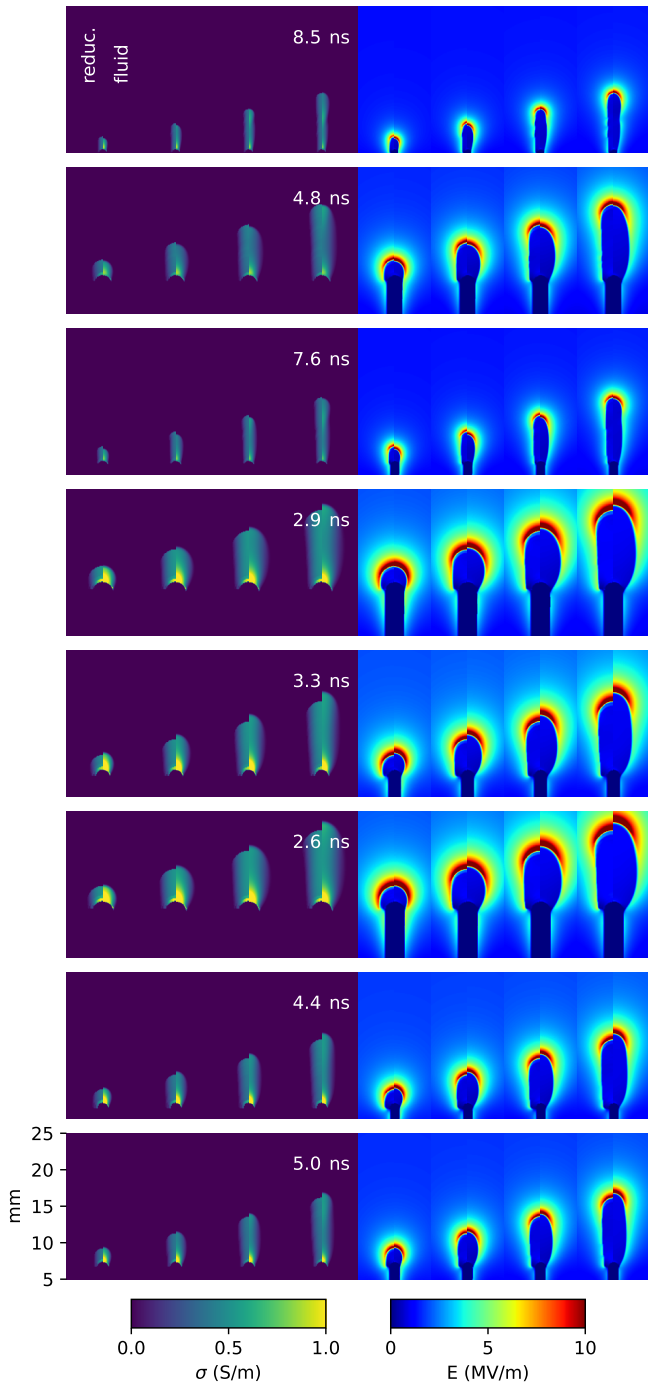 reduc.
fluid
8.5 ns
4.8 ns
7.6 ns
2.9 ns
3.3 ns
2.6 ns
4.4 ns
5.0 ns
25
20
15
10
5
mm
0.0 0.5 1.0
σ (S/m)
0 5 10
E (MV/m)